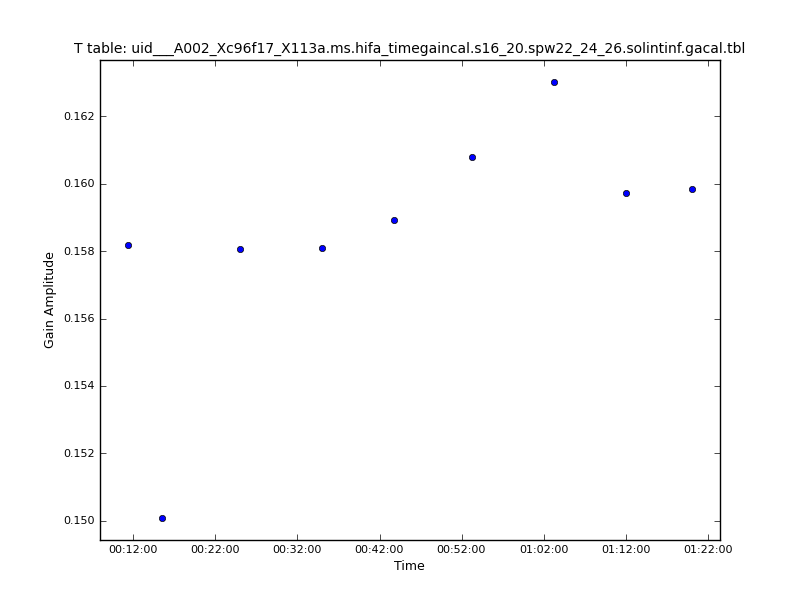 T table: uid___A002_Xc96f17_X113a.ms.hifa_timegaincal.s16_20.spw22_24_26.solintinf.gacal.tbl
0.162
0.160
0.158
0.156
0.154
0.152
0.150
Gain Amplitude
00:12:00 00:22:00 00:32:00 00:42:00 00:52:00 01:02:00 01:12:00 01:22:00
Time